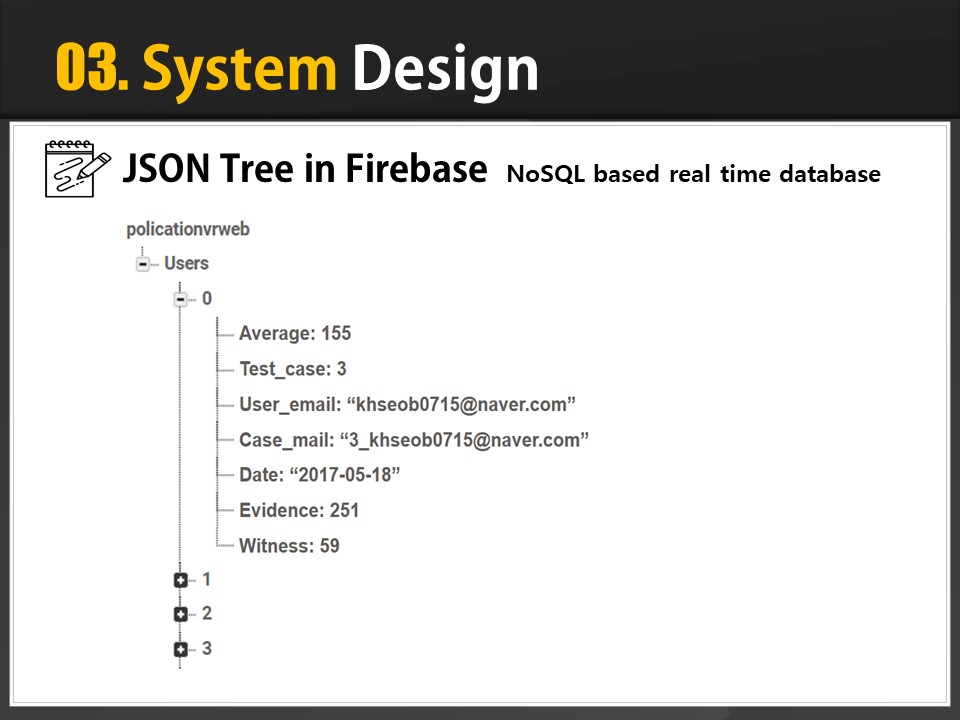 03. System Design
JSON Tree in Firebase NoSQL based real time database
policationvrweb
Users
0
Average: 155
Test_case: 3
User_email: “khseob0715@naver.com”
Case_mail: “3_khseob0715@naver.com”
Date: “2017-05-18”
Evidence: 251
Witness: 59
1
2
3